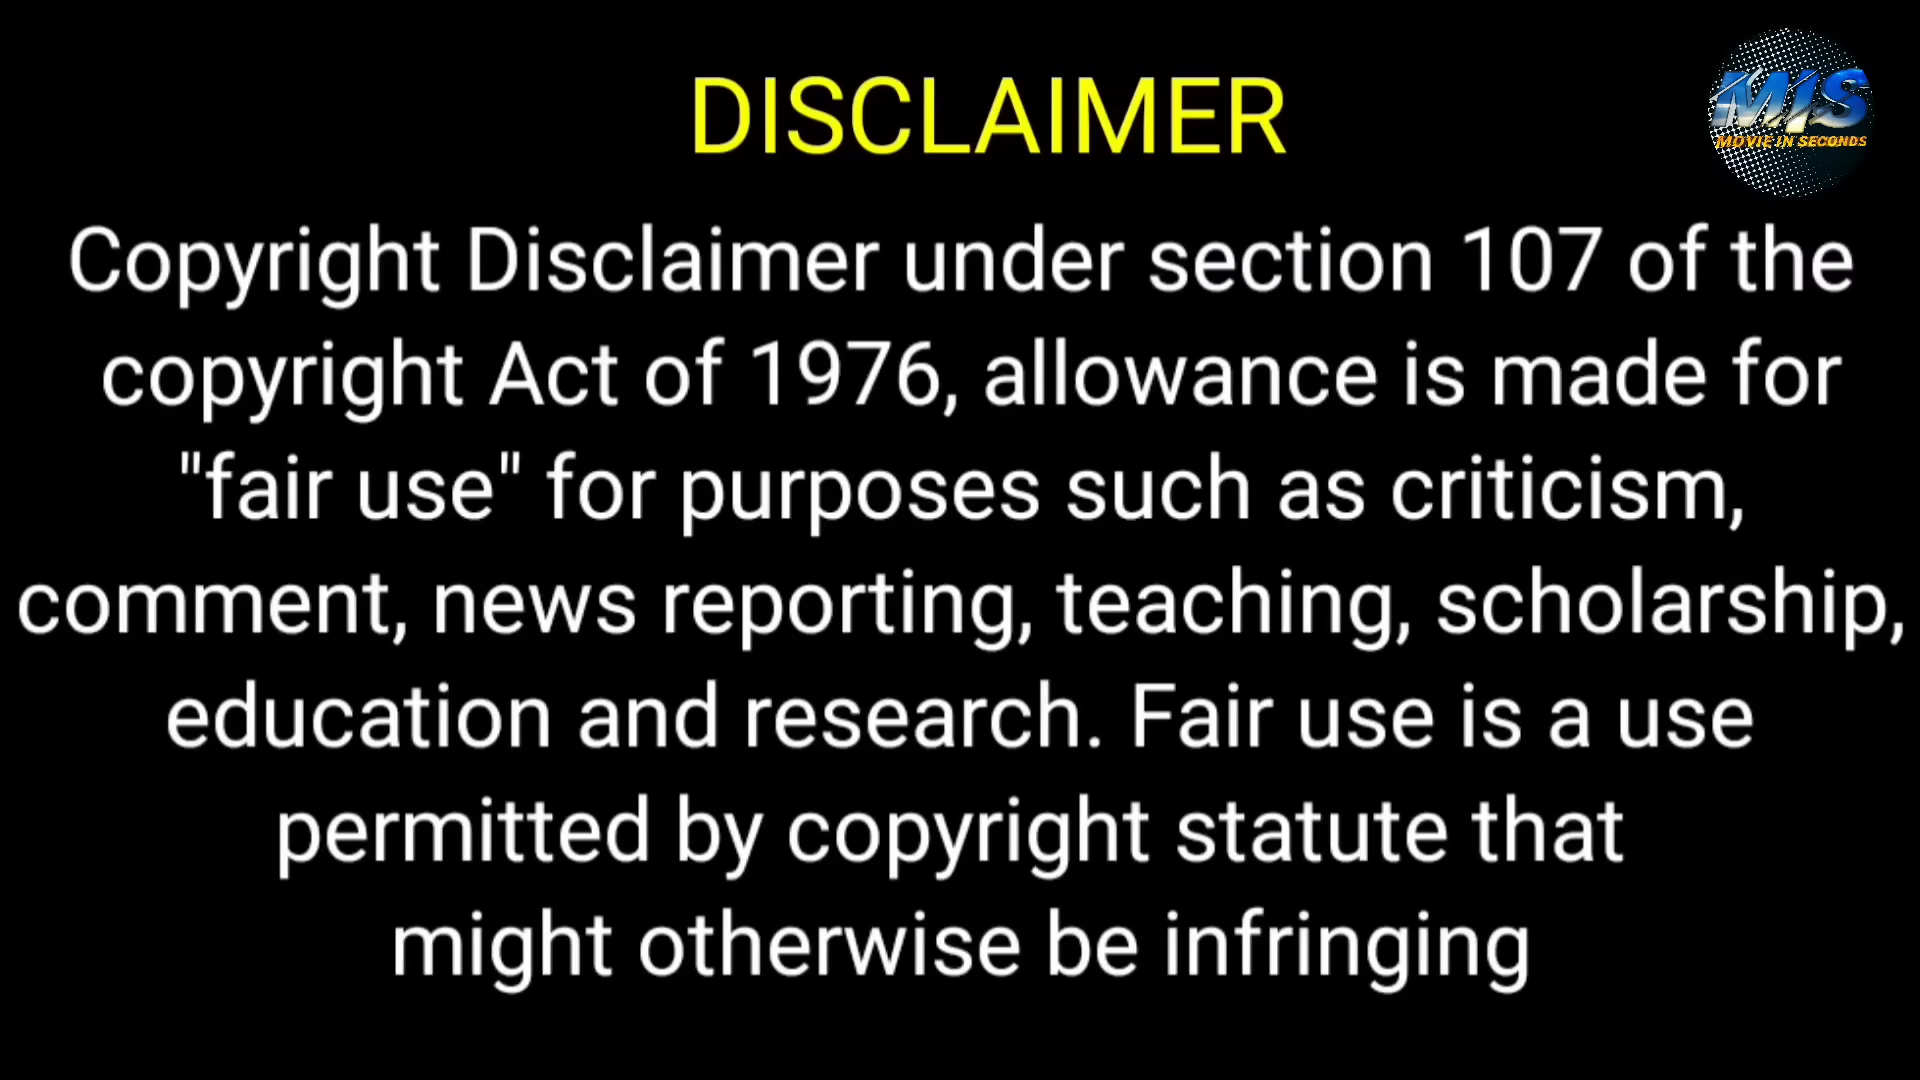 DISCLAIMER
MIS
MOVIE IN SECONDS
Copyright Disclaimer under section 107 of the
copyright Act of 1976, allowance is made for
"fair use" for purposes such as criticism,
comment, news reporting, teaching, scholarship,
education and research. Fair use is a use
permitted by copyright statute that
might otherwise be infringing